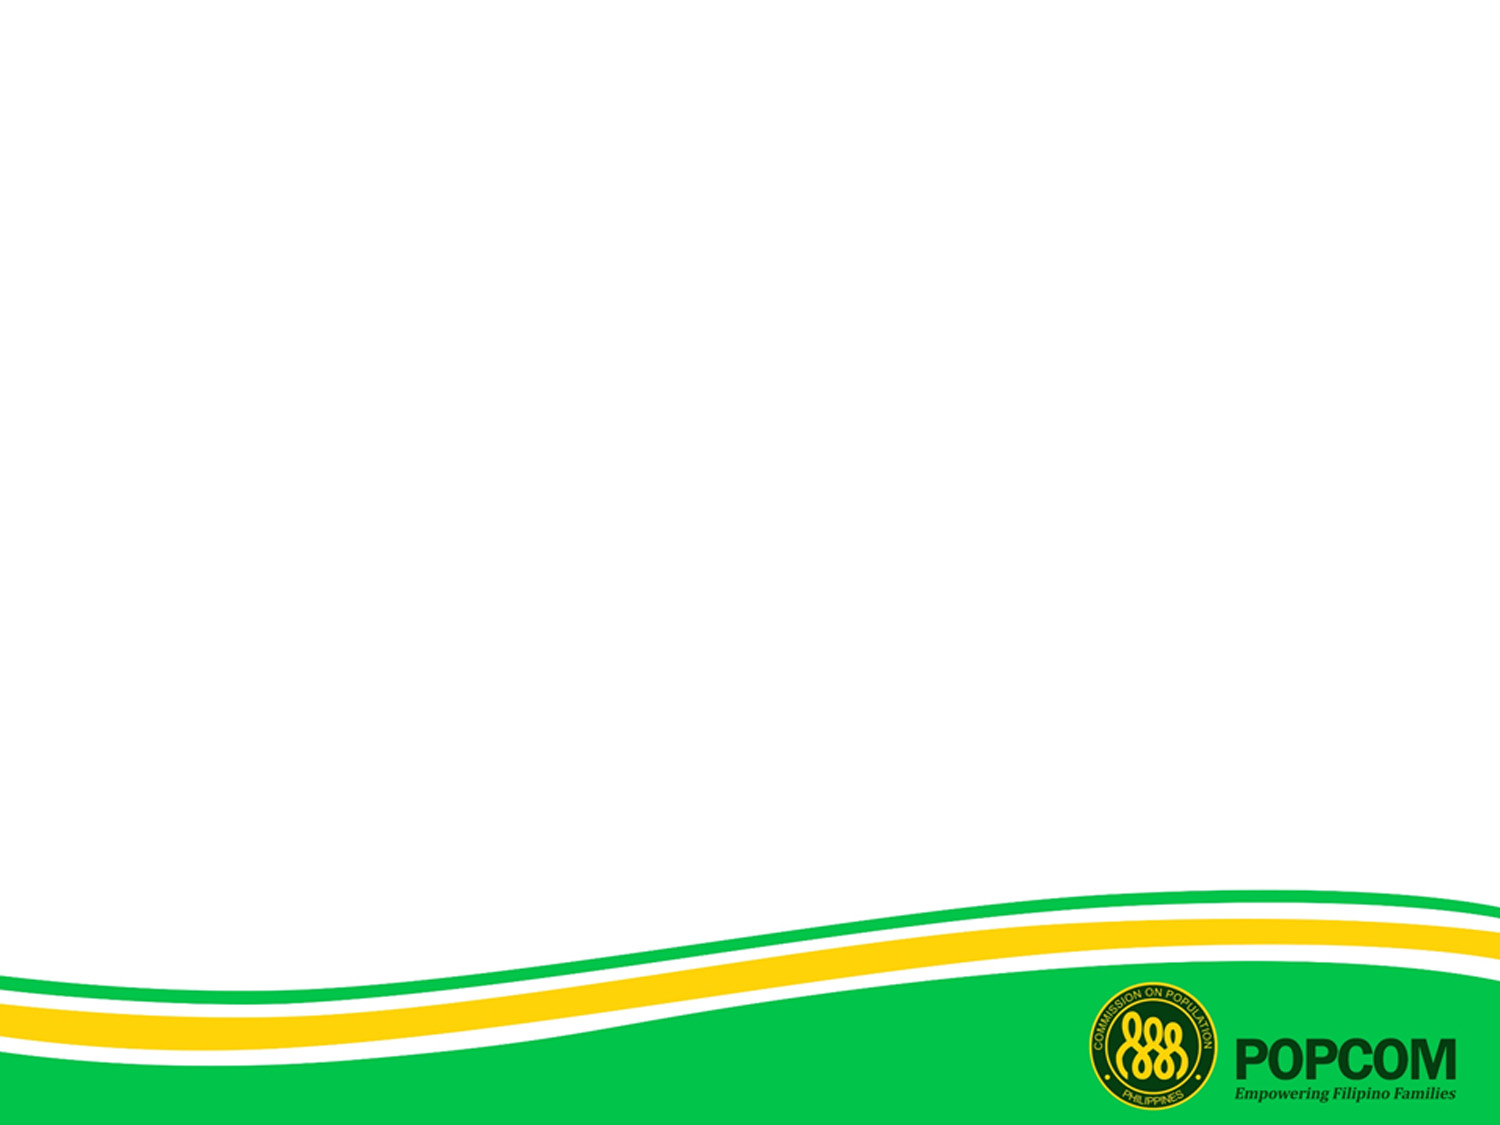 COMMISSION ON POPULATION
PHILIPPINES
POPCOM
Empowering Filipino Families